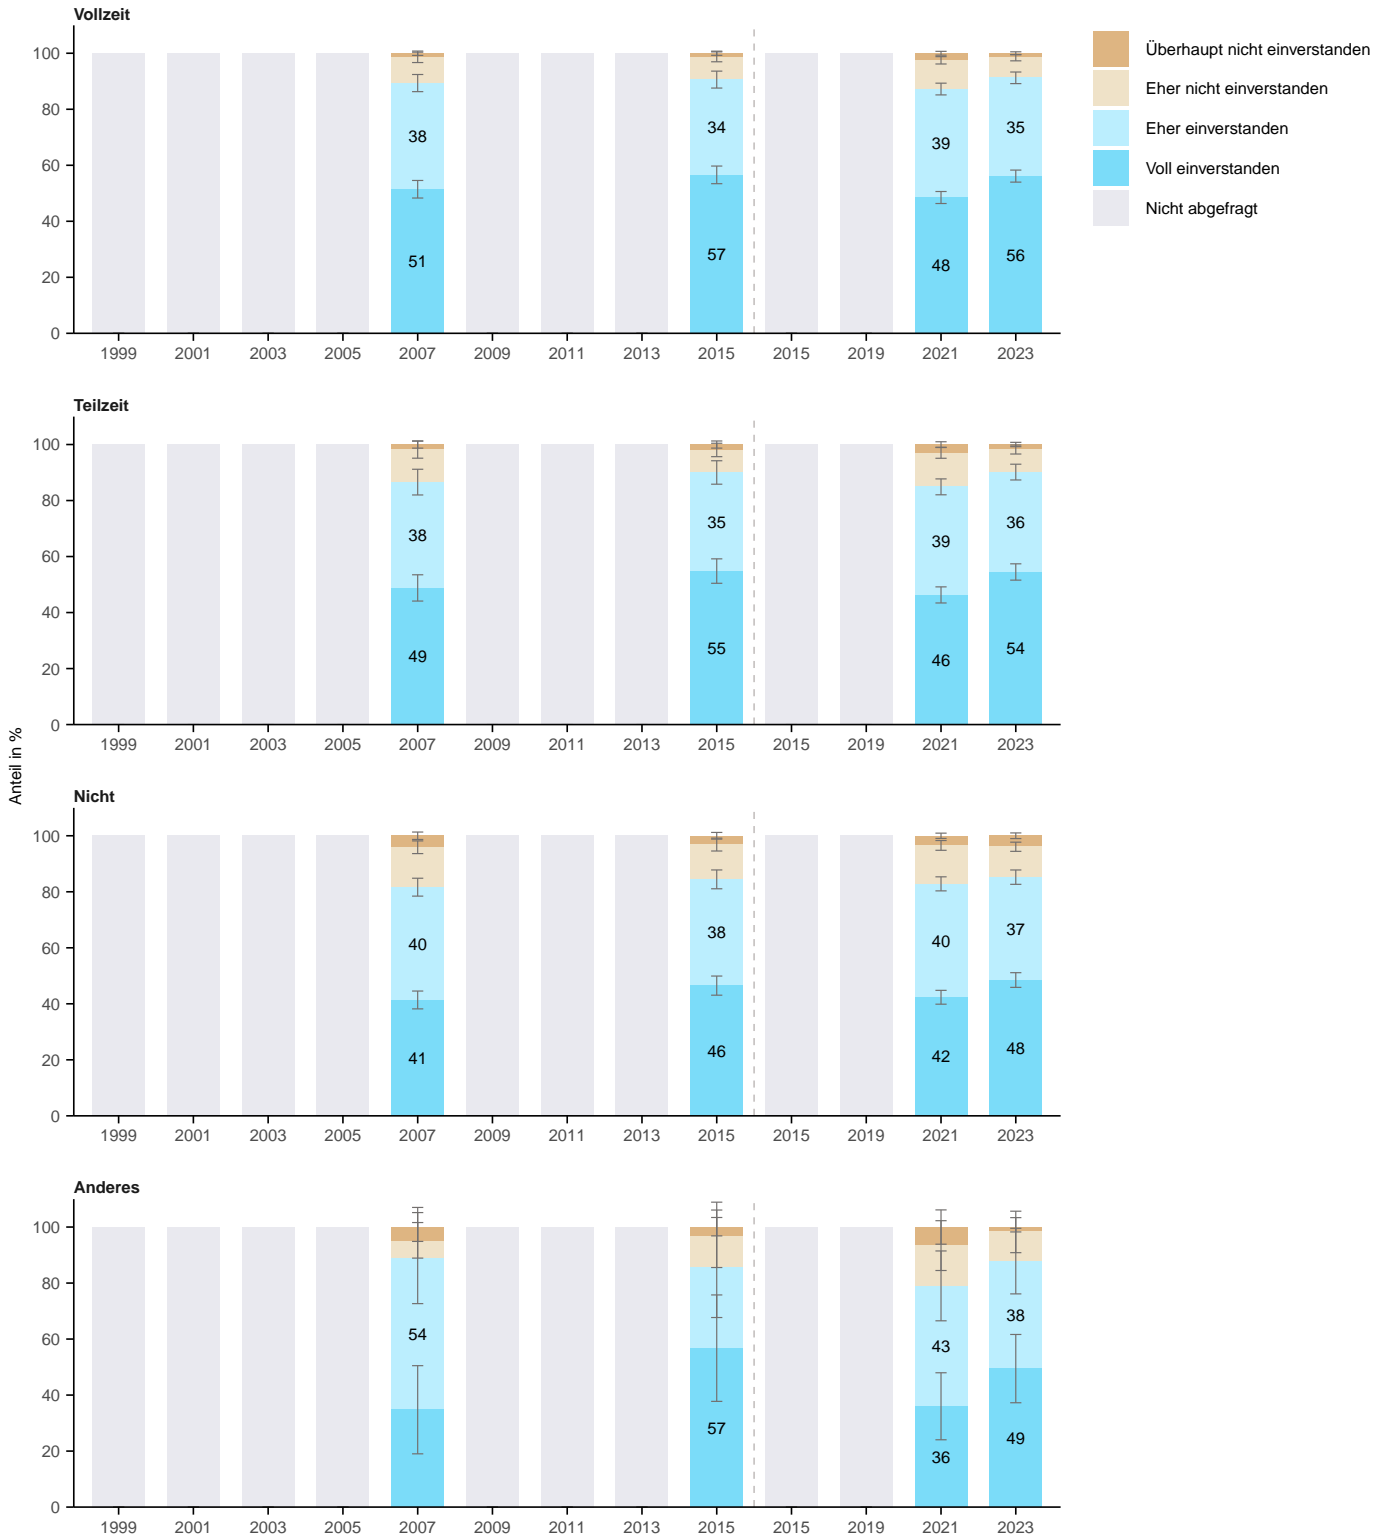 Vollzeit
Überhaupt nicht einverstanden
Eher nicht einverstanden
Eher einverstanden
Voll einverstanden
Nicht abgefragt
100
80
60
40
20
0
38 34 39 35
51 57 48 56
1999 2001 2003 2005 2007 2009 2011 2013 2015 2015 2019 2021 2023
Teilzeit
100
80
60
40
20
0
38 35 39 36
49 55 46 54
1999 2001 2003 2005 2007 2009 2011 2013 2015 2015 2019 2021 2023
Anteil in %
Nicht
100
80
60
40
20
0
40 38 40 37
41 46 42 48
1999 2001 2003 2005 2007 2009 2011 2013 2015 2015 2019 2021 2023
Anderes
100
80
60
40
20
0
54 43 38
57 36 49
1999 2001 2003 2005 2007 2009 2011 2013 2015 2015 2019 2021 2023